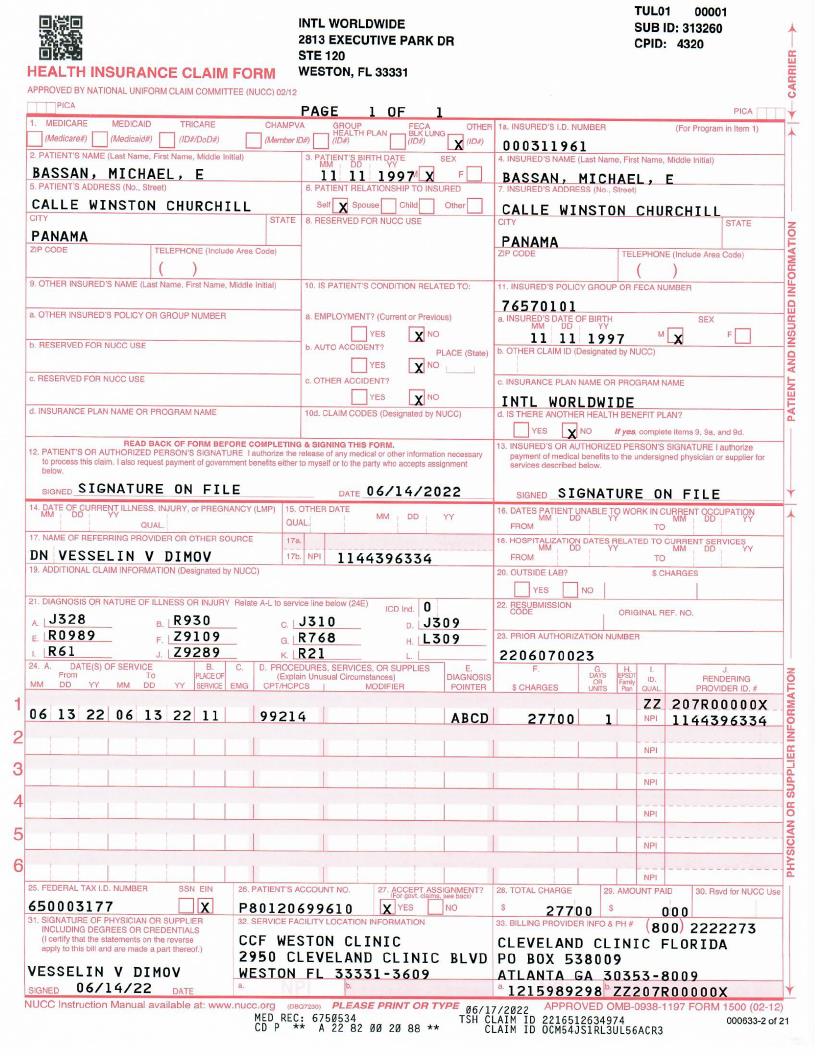 TUL01 00001
INTL WORLDWIDE
2813 EXECUTIVE PARK DR
SUB ID: 313260
STE 120
CPID: 4320
WESTON, FL 33331
HEALTH INSURANCE CLAIM FORM
APPROVED BY NATIONAL UNIFORM CLAIM COMMITTEE (NUCC) 02/12
PICA
PAGE 1 OF 1
PICA
CARRIER
1. MEDICARE MEDICAID TRICARE CHAMPVA GROUP HEALTH PLAN FECA BLK LUNG OTHER
(Medicare#) (Medicaid#) (ID#/DoD#) (Member ID#) (ID#) (ID#) X (ID#)
1a. INSURED'S I.D. NUMBER (For Program in Item 1)
000311961
2. PATIENT'S NAME (Last Name, First Name, Middle Initial)
BASSAN, MICHAEL, E
3. PATIENT'S BIRTH DATE SEX
MM DD YY
11 11 1997 M X F
4. INSURED'S NAME (Last Name, First Name, Middle Initial)
BASSAN, MICHAEL, E
5. PATIENT'S ADDRESS (No., Street)
CALLE WINSTON CHURCHILL
6. PATIENT RELATIONSHIP TO INSURED
Self X Spouse Child Other
7. INSURED'S ADDRESS (No., Street)
CALLE WINSTON CHURCHILL
CITY STATE
PANAMA
8. RESERVED FOR NUCC USE
CITY STATE
PANAMA
ZIP CODE TELEPHONE (Include Area Code)
( )
ZIP CODE TELEPHONE (Include Area Code)
( )
9. OTHER INSURED'S NAME (Last Name, First Name, Middle Initial)
10. IS PATIENT'S CONDITION RELATED TO:
11. INSURED'S POLICY GROUP OR FECA NUMBER
76570101
a. OTHER INSURED'S POLICY OR GROUP NUMBER
a. EMPLOYMENT? (Current or Previous)
YES X NO
a. INSURED'S DATE OF BIRTH SEX
MM DD YY
11 11 1997 M X F
b. RESERVED FOR NUCC USE
b. AUTO ACCIDENT? PLACE (State)
YES X NO
b. OTHER CLAIM ID (Designated by NUCC)
c. RESERVED FOR NUCC USE
c. OTHER ACCIDENT?
YES X NO
c. INSURANCE PLAN NAME OR PROGRAM NAME
INTL WORLDWIDE
d. INSURANCE PLAN NAME OR PROGRAM NAME
10d. CLAIM CODES (Designated by NUCC)
d. IS THERE ANOTHER HEALTH BENEFIT PLAN?
YES X NO If yes, complete items 9, 9a, and 9d.
READ BACK OF FORM BEFORE COMPLETING & SIGNING THIS FORM.
12. PATIENT'S OR AUTHORIZED PERSON'S SIGNATURE I authorize the release of any medical or other information necessary
to process this claim. I also request payment of government benefits either to myself or to the party who accepts assignment
below.
SIGNED SIGNATURE ON FILE DATE 06/14/2022
13. INSURED'S OR AUTHORIZED PERSON'S SIGNATURE I authorize
payment of medical benefits to the undersigned physician or supplier for
services described below.
SIGNED SIGNATURE ON FILE
PATIENT AND INSURED INFORMATION
14. DATE OF CURRENT ILLNESS, INJURY, or PREGNANCY (LMP)
MM DD YY
QUAL.
15. OTHER DATE
QUAL. MM DD YY
16. DATES PATIENT UNABLE TO WORK IN CURRENT OCCUPATION
MM DD YY MM DD YY
FROM TO
17. NAME OF REFERRING PROVIDER OR OTHER SOURCE
DN VESSELIN V DIMOV
17a.
17b. NPI 1144396334
18. HOSPITALIZATION DATES RELATED TO CURRENT SERVICES
MM DD YY MM DD YY
FROM TO
19. ADDITIONAL CLAIM INFORMATION (Designated by NUCC)
20. OUTSIDE LAB? $ CHARGES
YES NO
21. DIAGNOSIS OR NATURE OF ILLNESS OR INJURY Relate A-L to service line below (24E) ICD Ind. 0
A. J328 B. R930 C. J310 D. J309
E. R0989 F. Z9109 G. R768 H. L309
I. R61 J. Z9289 K. R21 L.
22. RESUBMISSION CODE ORIGINAL REF. NO.
23. PRIOR AUTHORIZATION NUMBER
2206070023
24. A. DATE(S) OF SERVICE B. C. D. PROCEDURES, SERVICES, OR SUPPLIES E. F. G. H. I. J.
From To PLACE OF (Explain Unusual Circumstances) DIAGNOSIS DAYS OR UNITS EPSDT Family Plan ID. RENDERING
MM DD YY MM DD YY SERVICE EMG CPT/HCPCS MODIFIER POINTER $ CHARGES QUAL. PROVIDER ID. #
1 ZZ 207R00000X
06 13 22 06 13 22 11 99214 ABCD 27700 1 NPI 1144396334
2 NPI
3 NPI
4 NPI
5 NPI
6 NPI
25. FEDERAL TAX I.D. NUMBER SSN EIN
650003177 X
26. PATIENT'S ACCOUNT NO.
P80120699610
27. ACCEPT ASSIGNMENT?
(For govt. claims, see back)
X YES NO
28. TOTAL CHARGE
$ 27700
29. AMOUNT PAID
$ 000
30. Rsvd for NUCC Use
31. SIGNATURE OF PHYSICIAN OR SUPPLIER
INCLUDING DEGREES OR CREDENTIALS
(I certify that the statements on the reverse
apply to this bill and are made a part thereof.)
VESSELIN V DIMOV
SIGNED 06/14/22 DATE
32. SERVICE FACILITY LOCATION INFORMATION
CCF WESTON CLINIC
2950 CLEVELAND CLINIC BLVD
WESTON FL 33331-3609
a. NPI b.
33. BILLING PROVIDER INFO & PH # (800) 2222273
CLEVELAND CLINIC FLORIDA
PO BOX 538009
ATLANTA GA 30353-8009
a. 1215989298 b. ZZ207R00000X
PHYSICIAN OR SUPPLIER INFORMATION
NUCC Instruction Manual available at: www.nucc.org (DBQ7230) PLEASE PRINT OR TYPE APPROVED OMB-0938-1197 FORM 1500 (02-12)
06/17/2022
MED REC: 6750534 TSH CLAIM ID 2216512634974
CD P ** A 22 82 00 20 88 ** CLAIM ID OCM54JS1RL3UL56ACR3
000633-2 of 21